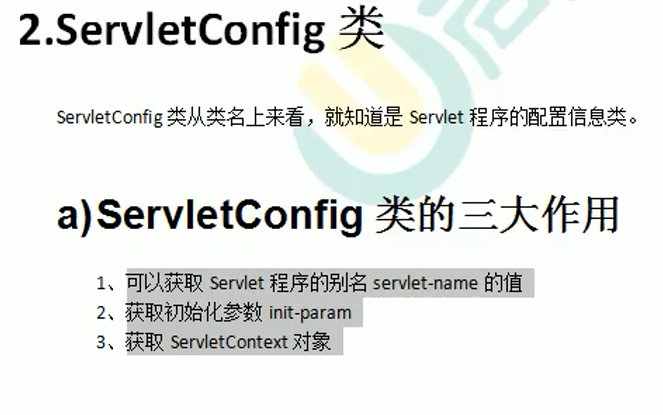 2.ServletConfig 类
ServletConfig 类从类名上来看，就知道是 Servlet 程序的配置信息类。
a)ServletConfig 类的三大作用
1、可以获取 Servlet 程序的别名 servlet-name 的值
2、获取初始化参数 init-param
3、获取 ServletContext 对象